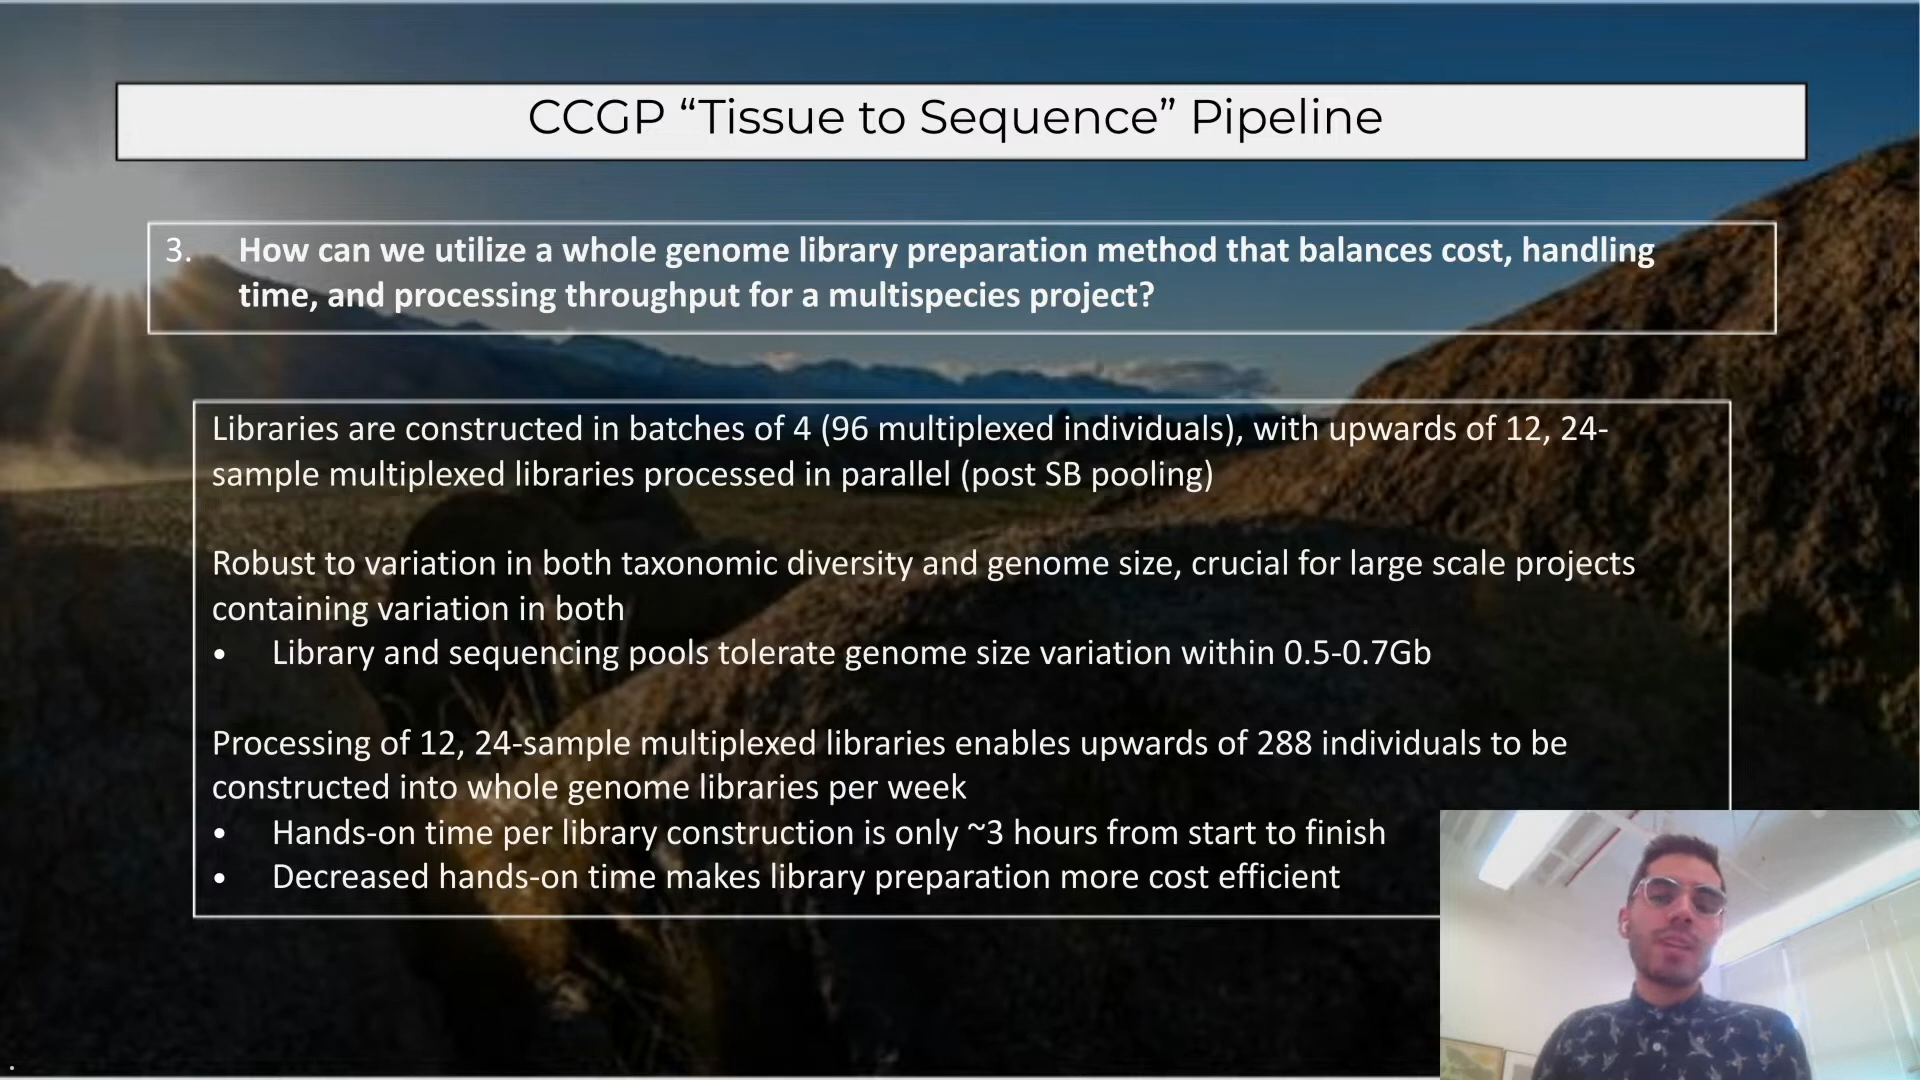 CCGP “Tissue to Sequence” Pipeline
3. How can we utilize a whole genome library preparation method that balances cost, handling
time, and processing throughput for a multispecies project?
Libraries are constructed in batches of 4 (96 multiplexed individuals), with upwards of 12, 24-
sample multiplexed libraries processed in parallel (post SB pooling)
Robust to variation in both taxonomic diversity and genome size, crucial for large scale projects
containing variation in both
• Library and sequencing pools tolerate genome size variation within 0.5-0.7Gb
Processing of 12, 24-sample multiplexed libraries enables upwards of 288 individuals to be
constructed into whole genome libraries per week
• Hands-on time per library construction is only ~3 hours from start to finish
• Decreased hands-on time makes library preparation more cost efficient